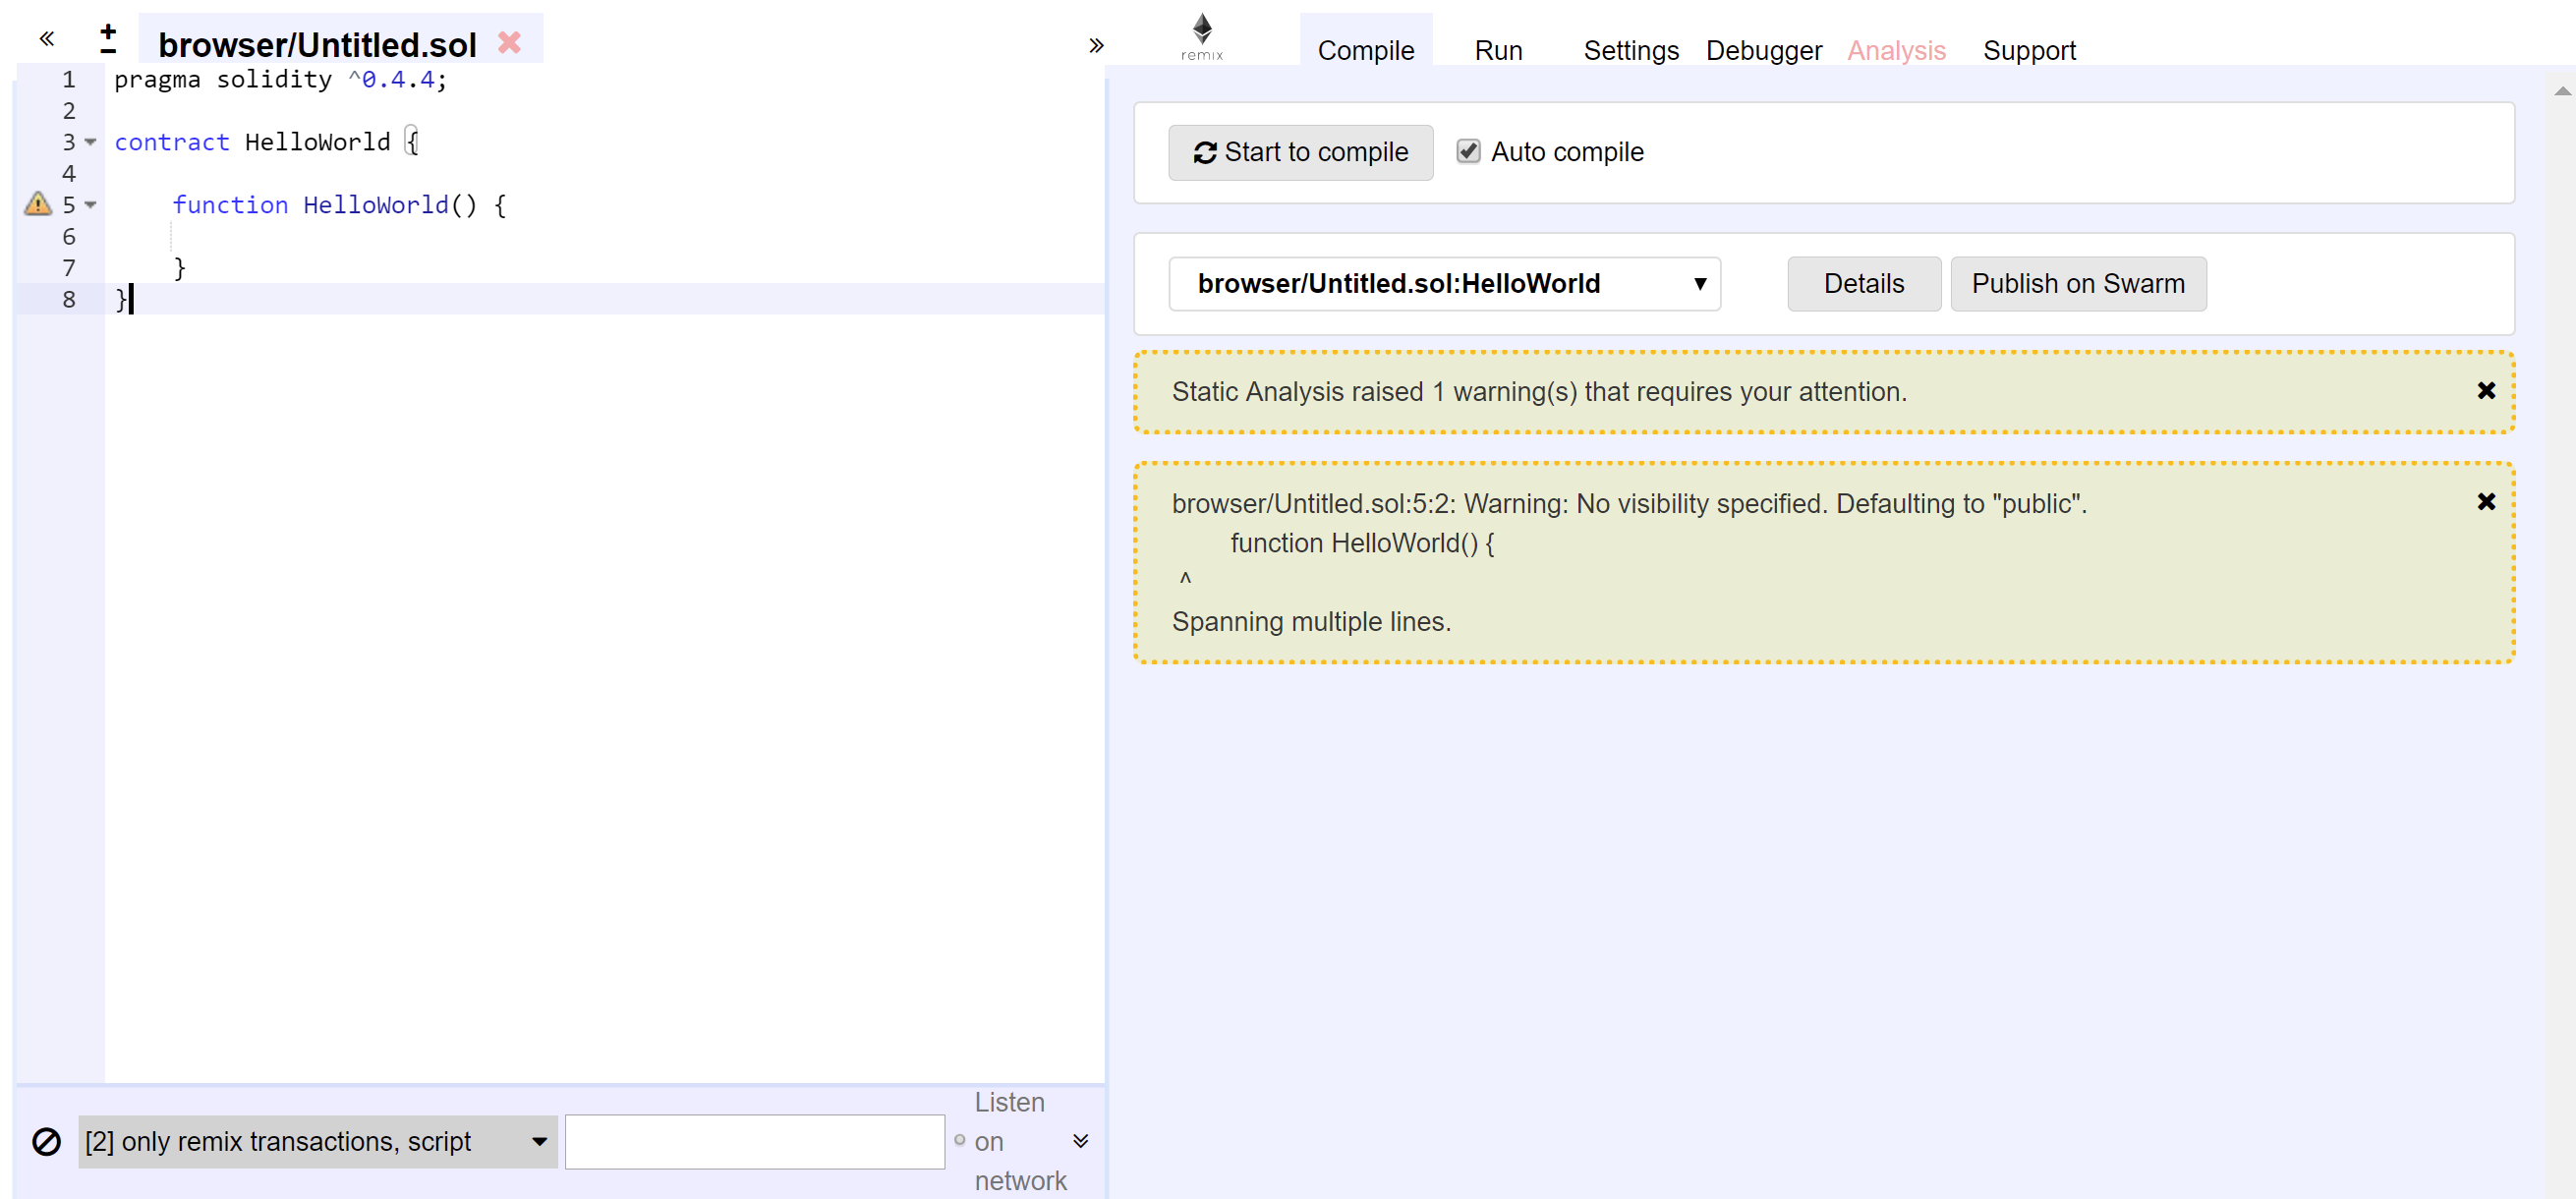 « ± browser/Untitled.sol ✖ »
1 pragma solidity ^0.4.4;
2
3 contract HelloWorld {
4
5 function HelloWorld() {
6
7 }
8 }
[2] only remix transactions, script
Listen
on
network
remix
Compile Run Settings Debugger Analysis Support
Start to compile Auto compile
browser/Untitled.sol:HelloWorld ▼ Details Publish on Swarm
Static Analysis raised 1 warning(s) that requires your attention. ✖
browser/Untitled.sol:5:2: Warning: No visibility specified. Defaulting to "public". ✖
function HelloWorld() {
^
Spanning multiple lines.